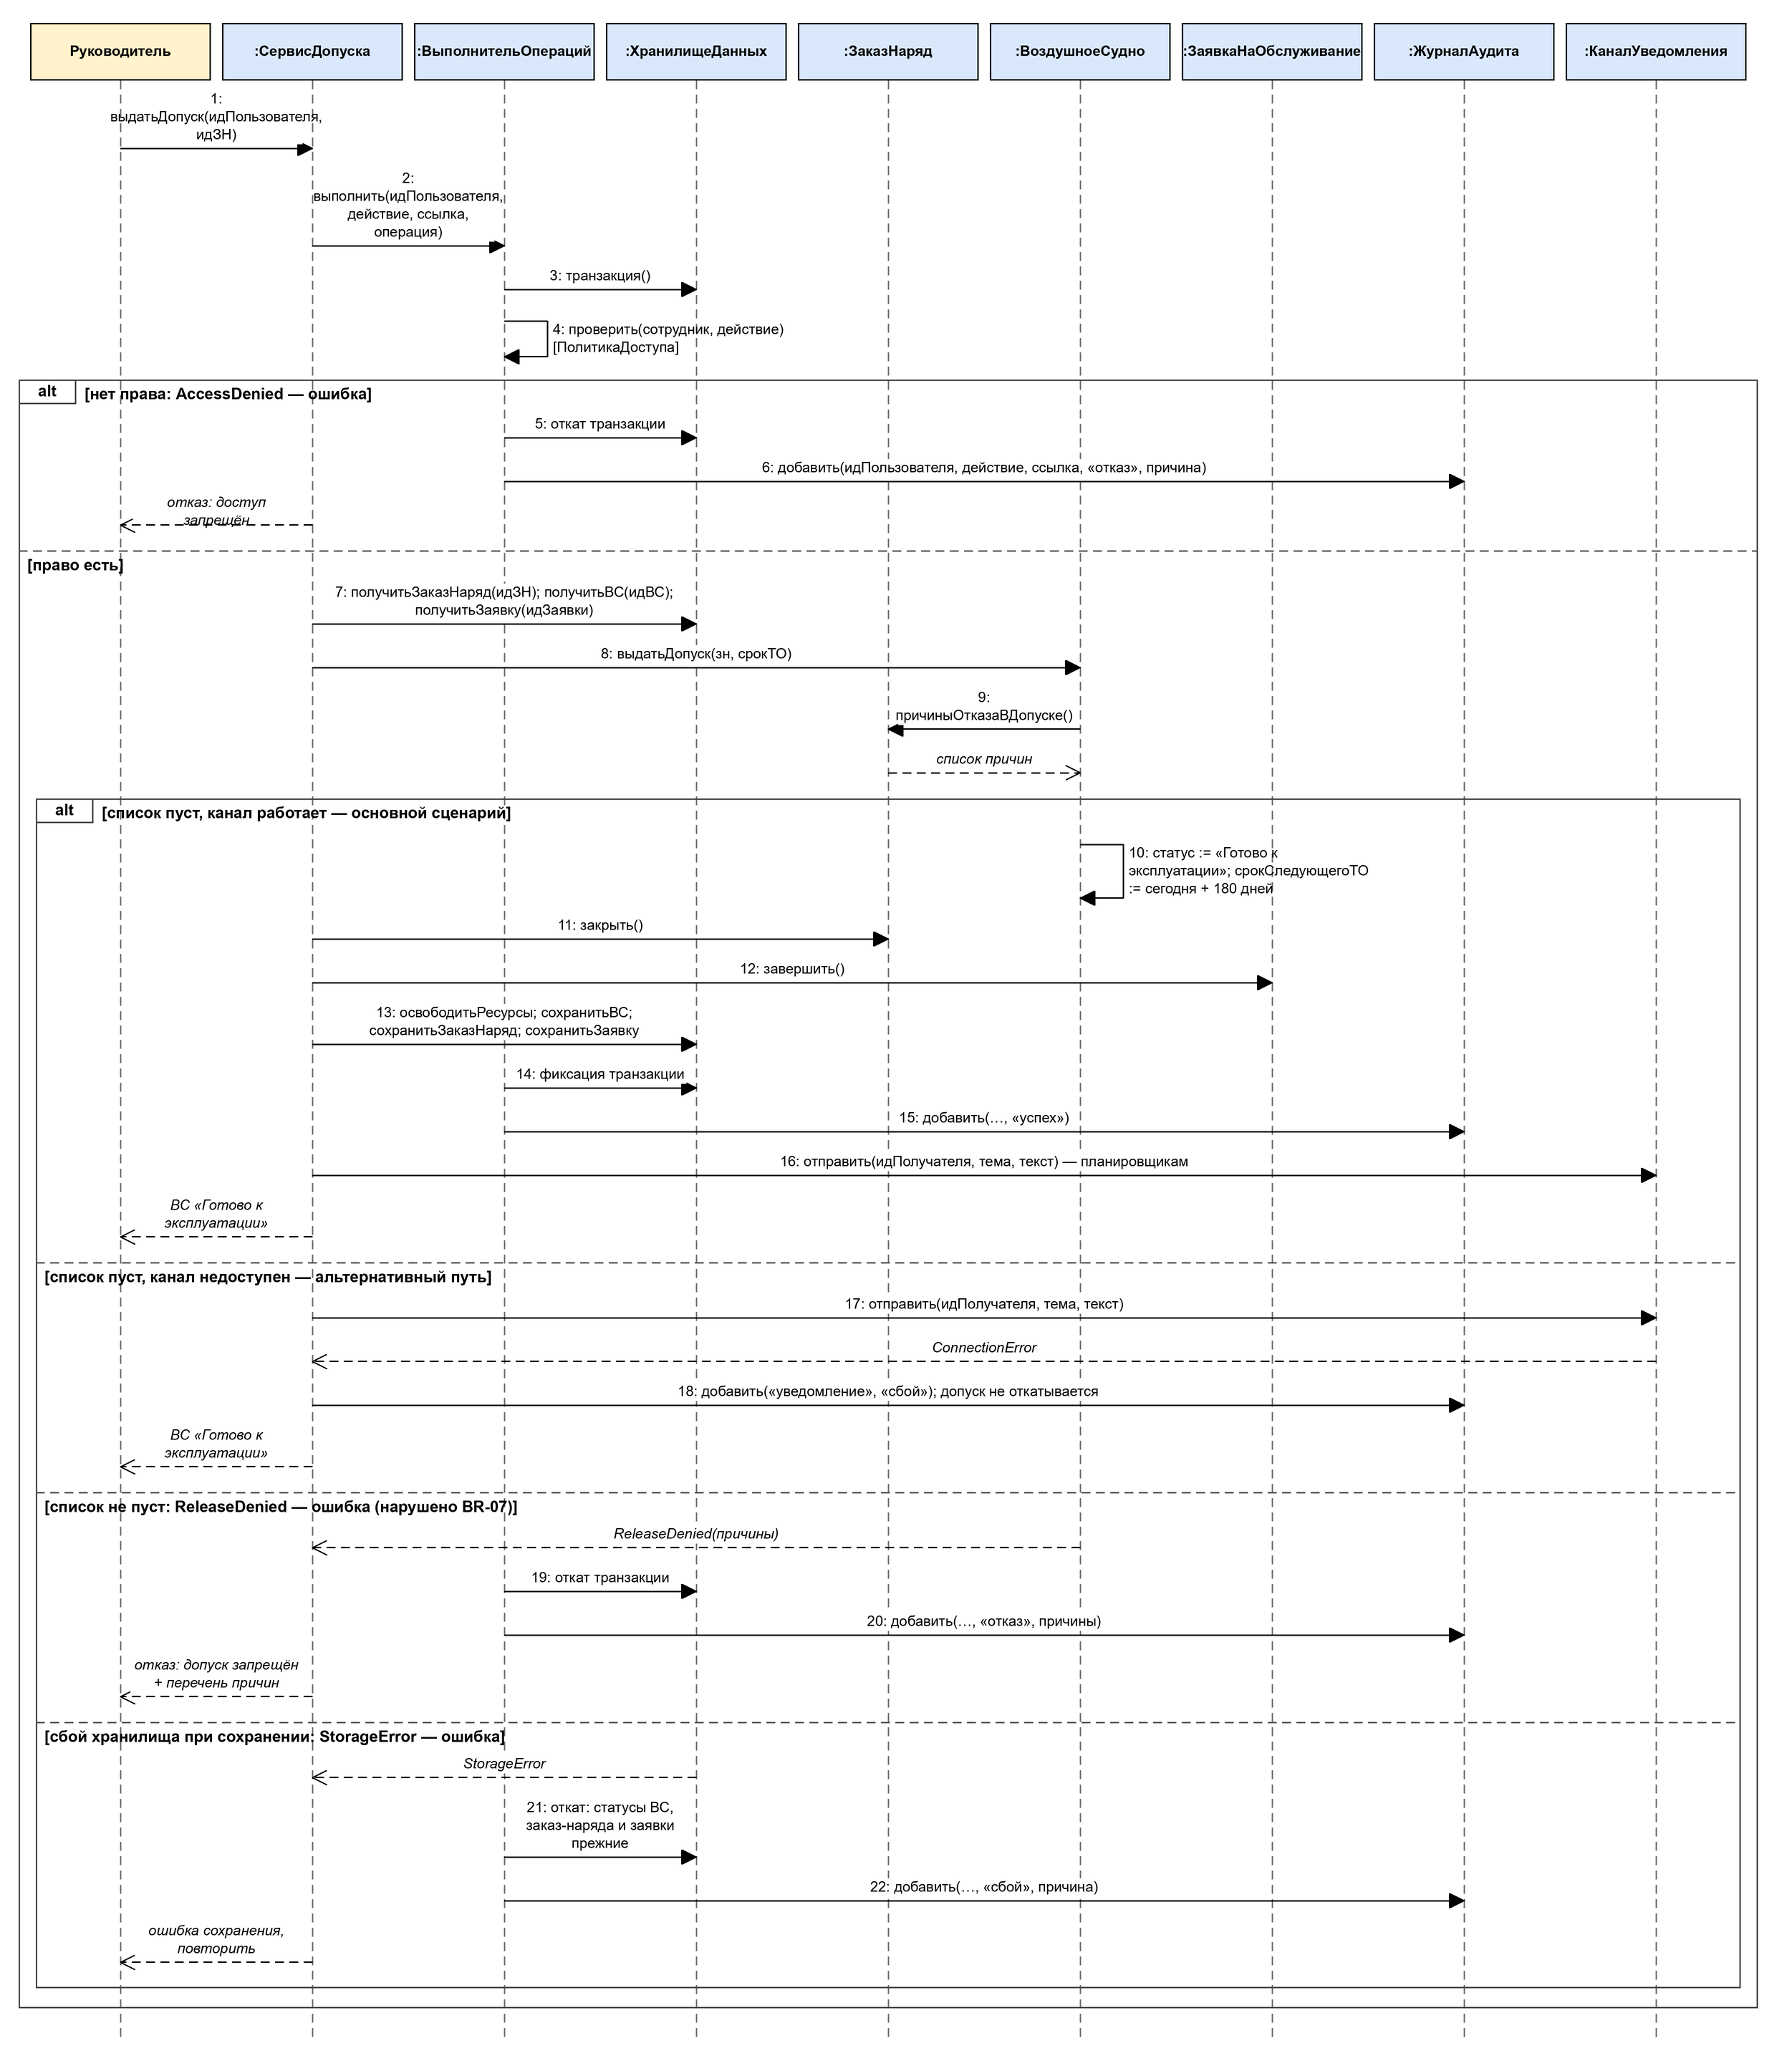 Руководитель
:СервисДопуска
:ВыполнительОпераций
:ХранилищеДанных
:ЗаказНаряд
:ВоздушноеСудно
:ЗаявкаНаОбслуживание
:ЖурналАудита
:КаналУведомления
1:
выдатьДопуск(идПользователя,
идЗН)
2:
выполнить(идПользователя,
действие, ссылка,
операция)
3: транзакция()
4: проверить(сотрудник, действие)
[ПолитикаДоступа]
alt
[нет права: AccessDenied — ошибка]
5: откат транзакции
6: добавить(идПользователя, действие, ссылка, «отказ», причина)
отказ: доступ
запрещён
[право есть]
7: получитьЗаказНаряд(идЗН); получитьВС(идВС);
получитьЗаявку(идЗаявки)
8: выдатьДопуск(зн, срокТО)
9:
причиныОтказаВДопуске()
список причин
alt
[список пуст, канал работает — основной сценарий]
10: статус := «Готово к
эксплуатации»; срокСледующегоТО
:= сегодня + 180 дней
11: закрыть()
12: завершить()
13: освободитьРесурсы; сохранитьВС;
сохранитьЗаказНаряд; сохранитьЗаявку
14: фиксация транзакции
15: добавить(…, «успех»)
16: отправить(идПолучателя, тема, текст) — планировщикам
ВС «Готово к
эксплуатации»
[список пуст, канал недоступен — альтернативный путь]
17: отправить(идПолучателя, тема, текст)
ConnectionError
18: добавить(«уведомление», «сбой»); допуск не откатывается
ВС «Готово к
эксплуатации»
[список не пуст: ReleaseDenied — ошибка (нарушено BR-07)]
ReleaseDenied(причины)
19: откат транзакции
20: добавить(…, «отказ», причины)
отказ: допуск запрещён
+ перечень причин
[сбой хранилища при сохранении: StorageError — ошибка]
StorageError
21: откат: статусы ВС,
заказ-наряда и заявки
прежние
22: добавить(…, «сбой», причина)
ошибка сохранения,
повторить